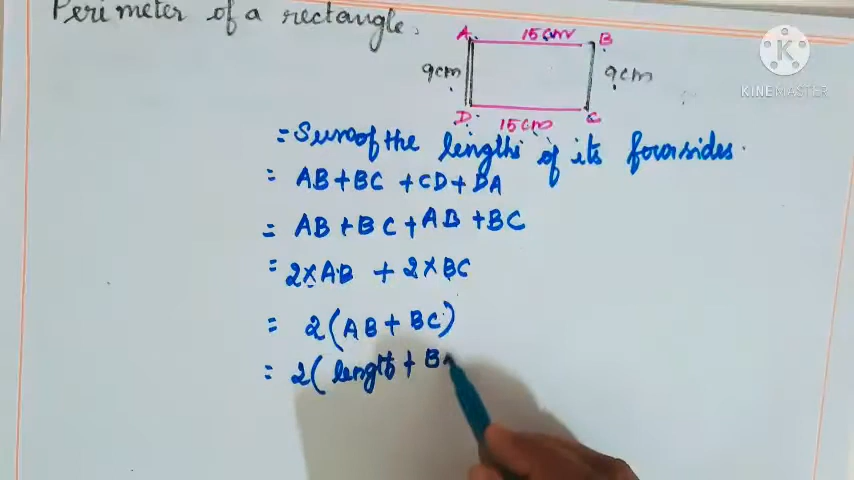 Perimeter of a rectangle.
A 15cm B
9cm 9cm
D 15cm C
= Sum of the lengths of its four sides.
= AB+BC +CD+DA
= AB+BC+AB+BC
= 2×AB + 2×BC
= 2(AB+BC)
= 2(length+B
K
KINEMASTER